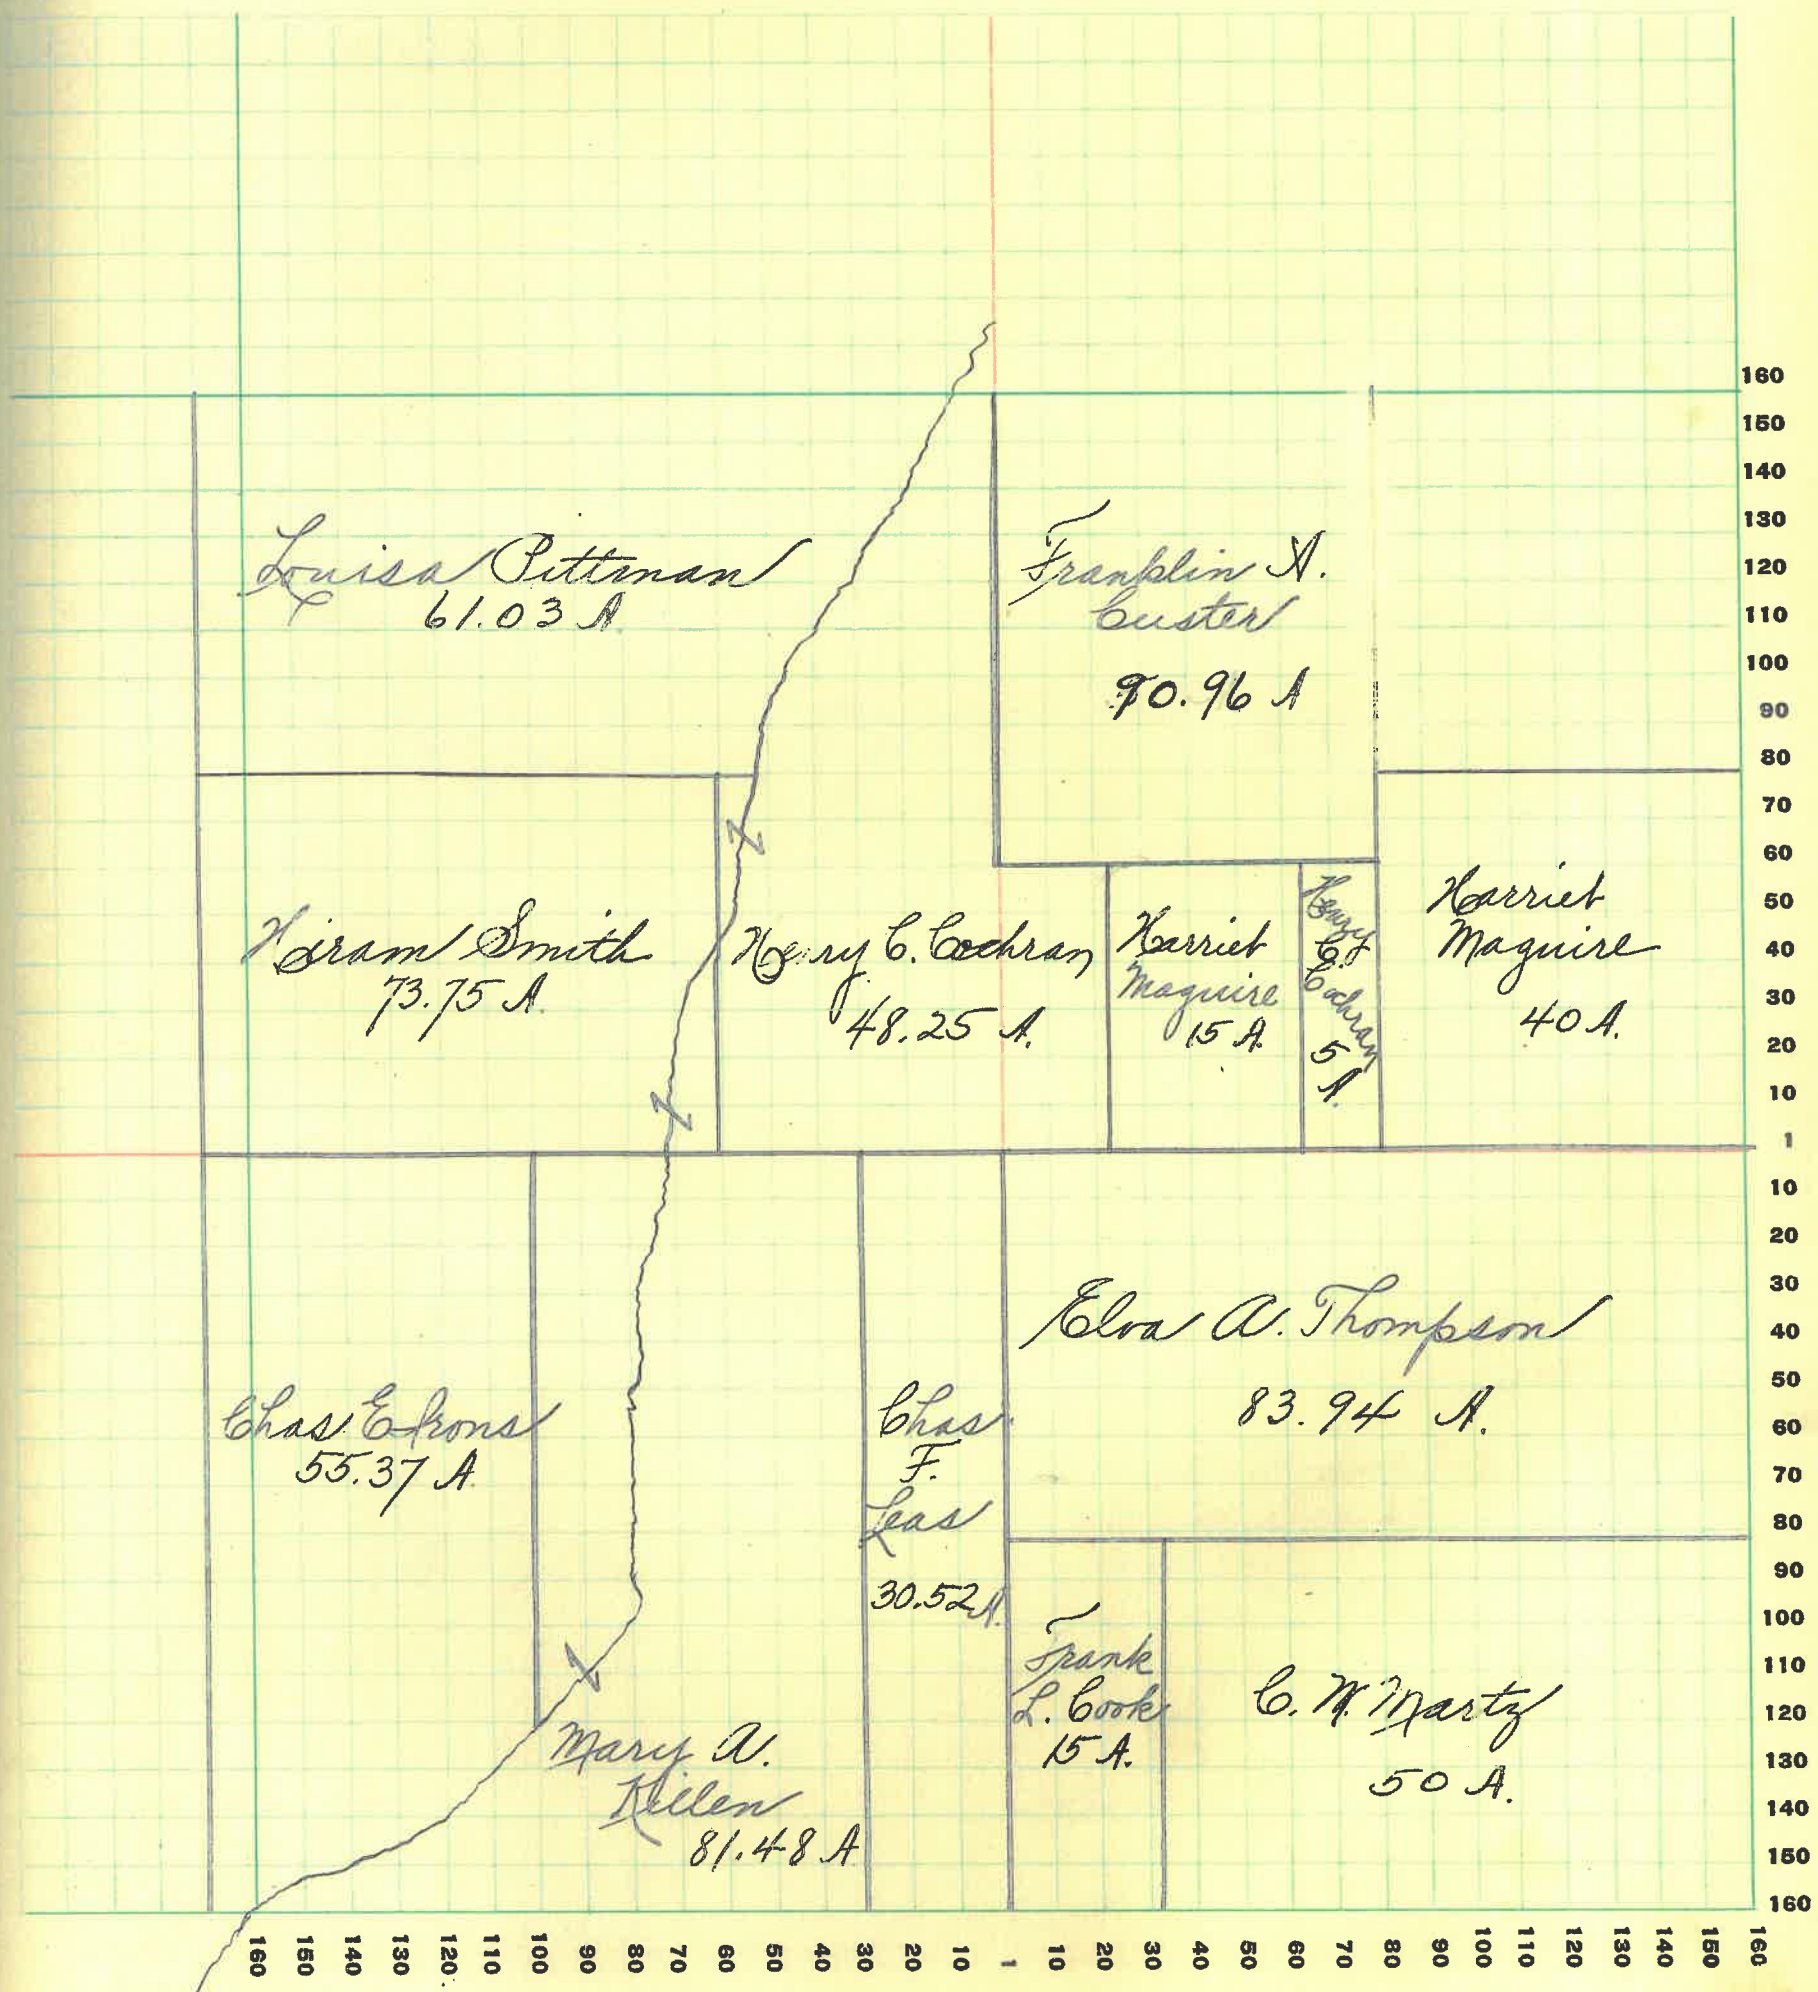 Louisa Pittman
61.03 A
Franklin A.
Custer
90.96 A
Hiram Smith
73.75 A.
Henry C. Cochran
48.25 A.
Harriet
Maguire
15 A.
Henry
C.
Cochran
5
A.
Harriet
Maguire
40 A.
Chas E Irons
55.37 A.
Mary A.
Killen
81.48 A
Chas
F.
Leas
30.52 A.
Elva A. Thompson
83.94 A.
Frank
L. Cook
15 A.
C. W. Martz
50 A.
160
150
140
130
120
110
100
90
80
70
60
50
40
30
20
10
1
10
20
30
40
50
60
70
80
90
100
110
120
130
140
150
160
160 150 140 130 120 110 100 90 80 70 60 50 40 30 20 10 1 10 20 30 40 50 60 70 80 90 100 110 120 130 140 150 160